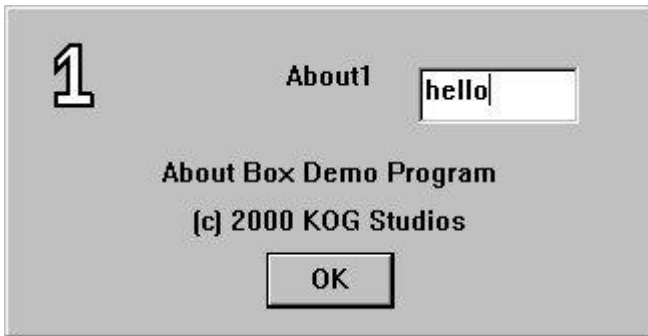 1
About1
hello
About Box Demo Program
(c) 2000 KOG Studios
OK